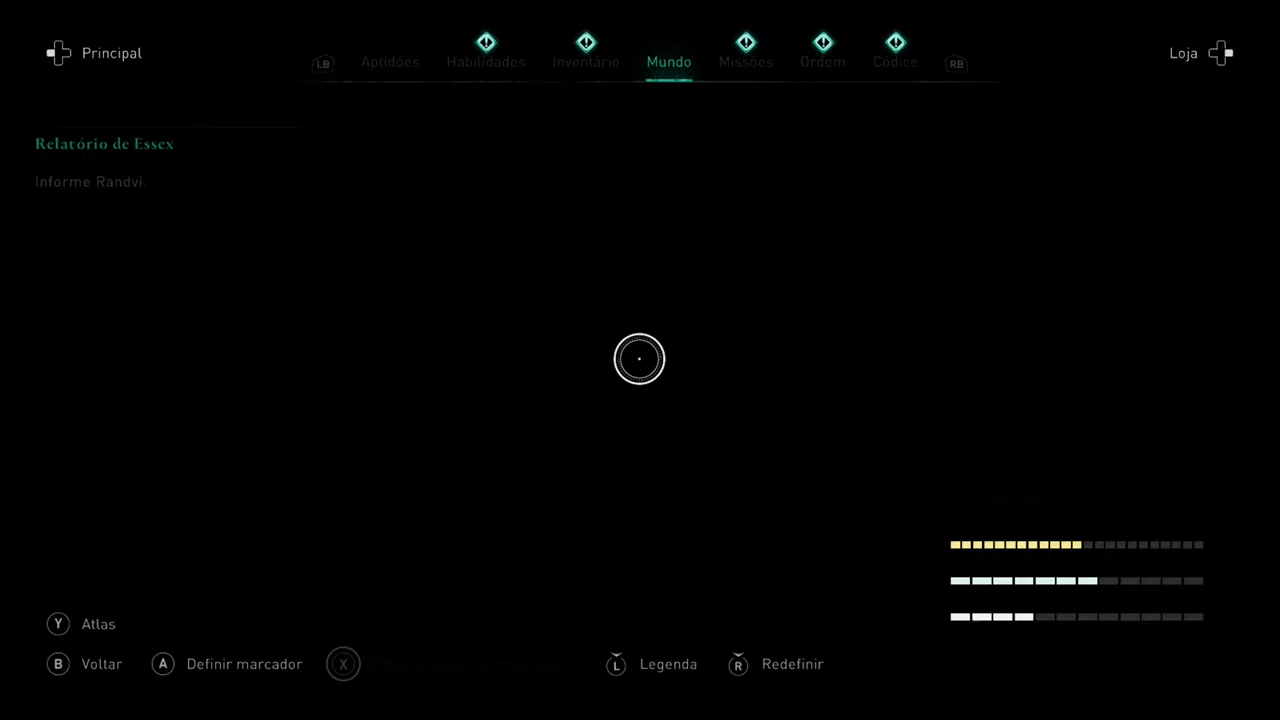 Principal
LB
Aptidões
Habilidades
Inventário
Mundo
Missões
Ordem
Códice
RB
Loja
Relatório de Essex
Informe Randvi.
Y Atlas
B Voltar
A Definir marcador
X
L Legenda
R Redefinir